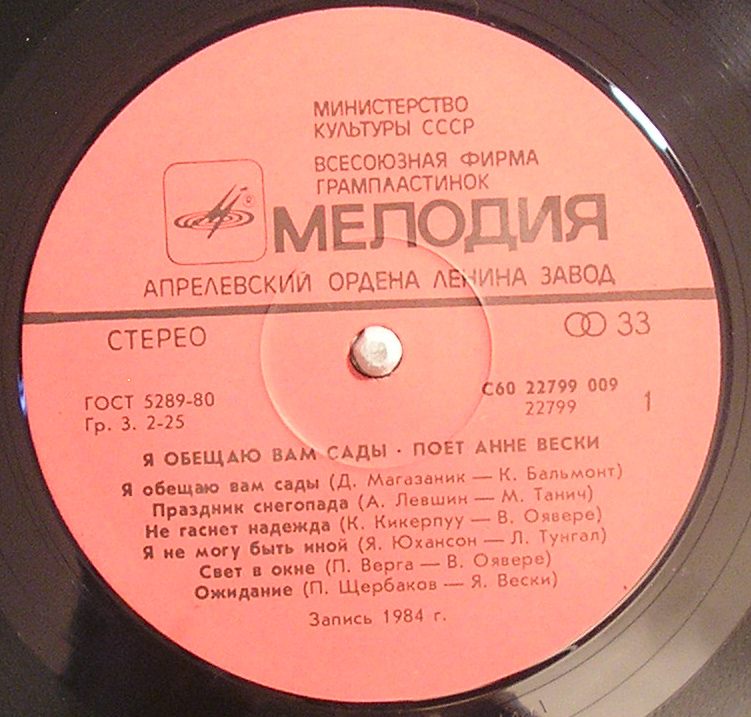 МИНИСТЕРСТВО
КУЛЬТУРЫ СССР
ВСЕСОЮЗНАЯ ФИРМА
ГРАМПЛАСТИНОК
МЕЛОДИЯ
АПРЕЛЕВСКИЙ ОРДЕНА ЛЕНИНА ЗАВОД
СТЕРЕО
33
ГОСТ 5289-80
Гр. 3. 2-25
С60 22799 009
22799
1
Я ОБЕЩАЮ ВАМ САДЫ · ПОЕТ АННЕ ВЕСКИ
Я обещаю вам сады (Д. Магазаник — К. Бальмонт)
Праздник снегопада (А. Левшин — М. Танич)
Не гаснет надежда (К. Кикерпуу — В. Оявере)
Я не могу быть иной (Я. Юхансон — Л. Тунгал)
Свет в окне (П. Верга — В. Оявере)
Ожидание (П. Щербаков — Я. Вески)
Запись 1984 г.